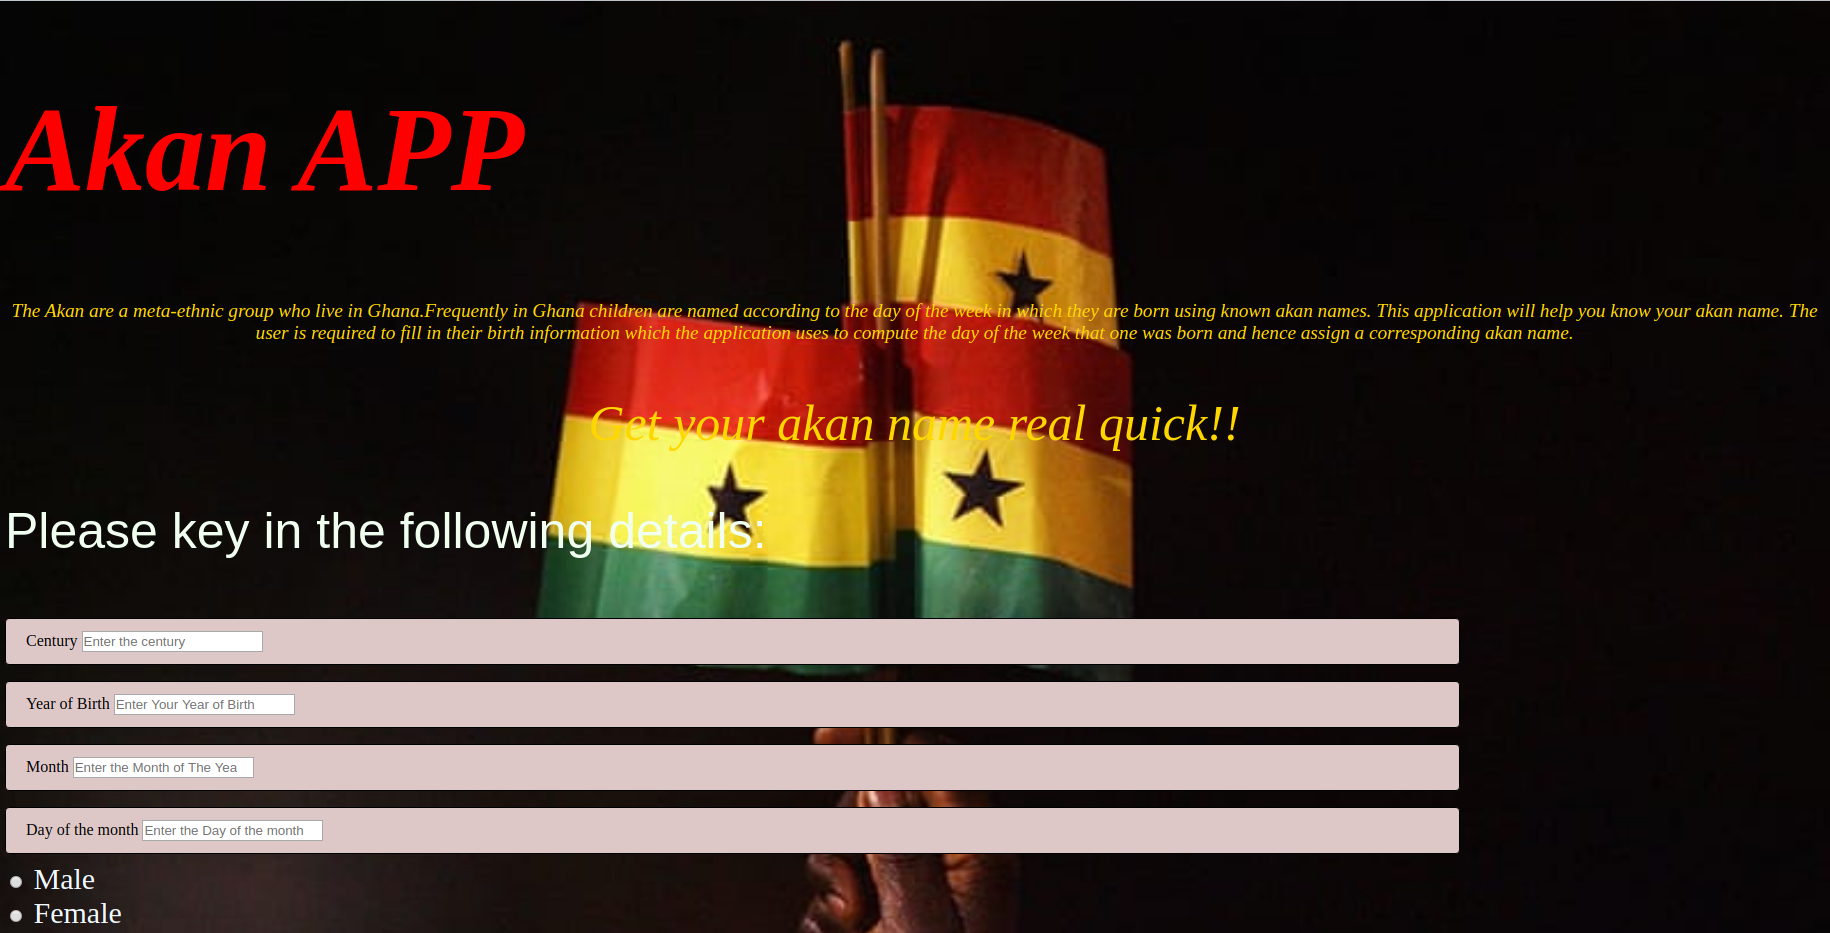 Akan APP
The Akan are a meta-ethnic group who live in Ghana.Frequently in Ghana children are named according to the day of the week in which they are born using known akan names. This application will help you know your akan name. The
user is required to fill in their birth information which the application uses to compute the day of the week that one was born and hence assign a corresponding akan name.
Get your akan name real quick!!
Please key in the following details:
Century Enter the century
Year of Birth Enter Your Year of Birth
Month Enter the Month of The Yea
Day of the month Enter the Day of the month
Male
Female